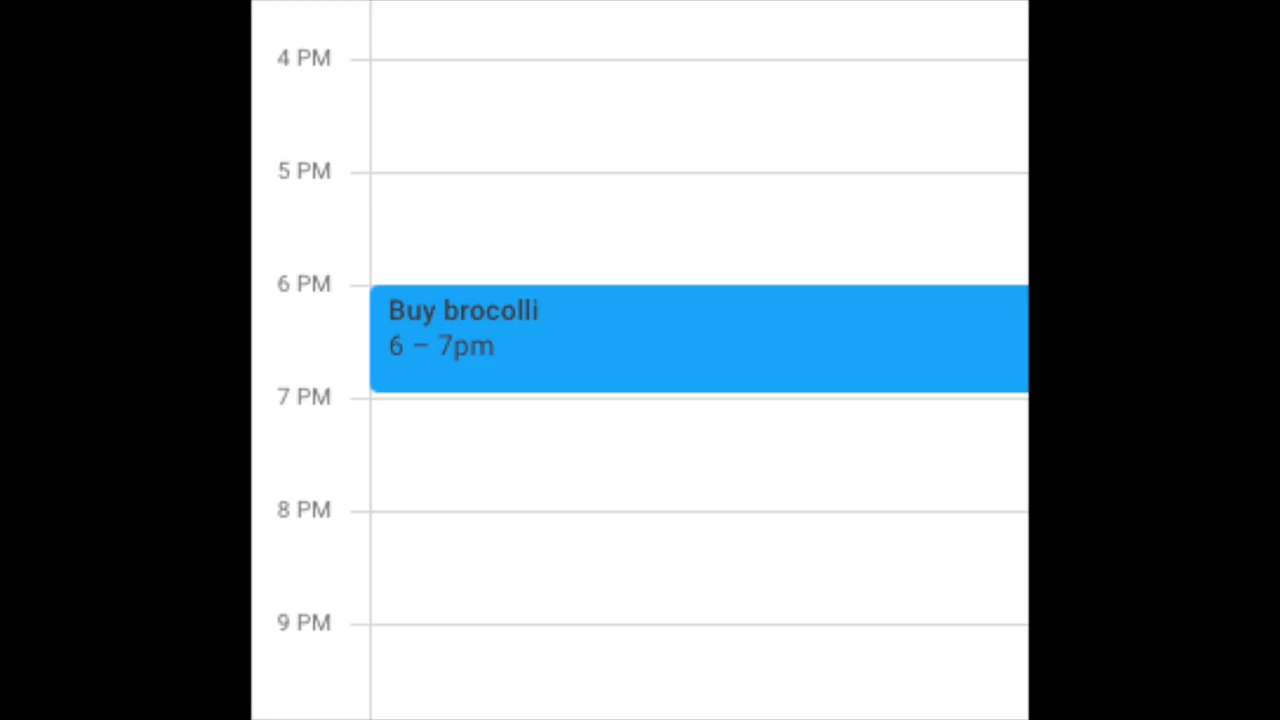 4 PM
5 PM
6 PM
Buy brocolli
6 – 7pm
7 PM
8 PM
9 PM